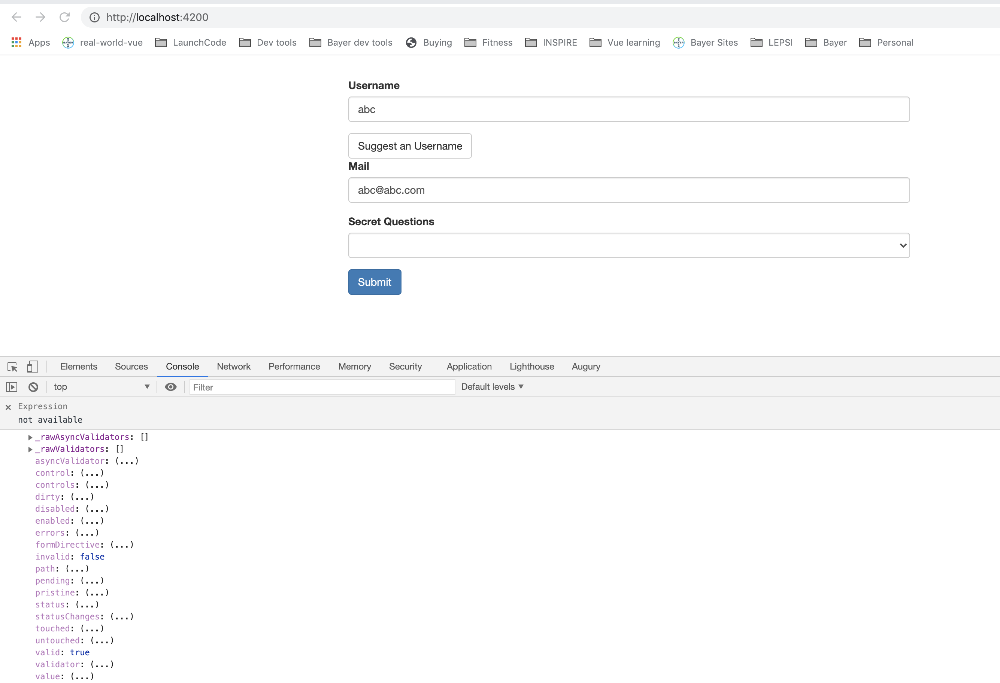 http://localhost:4200
Apps real-world-vue LaunchCode Dev tools Bayer dev tools Buying Fitness INSPIRE Vue learning Bayer Sites LEPSI Bayer Personal
Username
abc
Suggest an Username
Mail
abc@abc.com
Secret Questions
Submit
Elements Sources Console Network Performance Memory Security Application Lighthouse Augury
top ▼ Filter Default levels ▼
Expression
not available
_rawAsyncValidators: []
_rawValidators: []
asyncValidator: (...)
control: (...)
controls: (...)
dirty: (...)
disabled: (...)
enabled: (...)
errors: (...)
formDirective: (...)
invalid: false
path: (...)
pending: (...)
pristine: (...)
status: (...)
statusChanges: (...)
touched: (...)
untouched: (...)
valid: true
validator: (...)
value: (...)